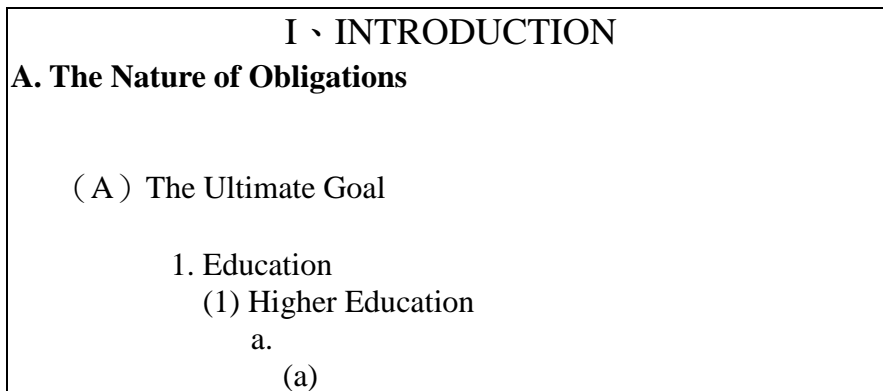 I、INTRODUCTION
A. The Nature of Obligations
（A）The Ultimate Goal
1. Education
(1) Higher Education
a.
(a)